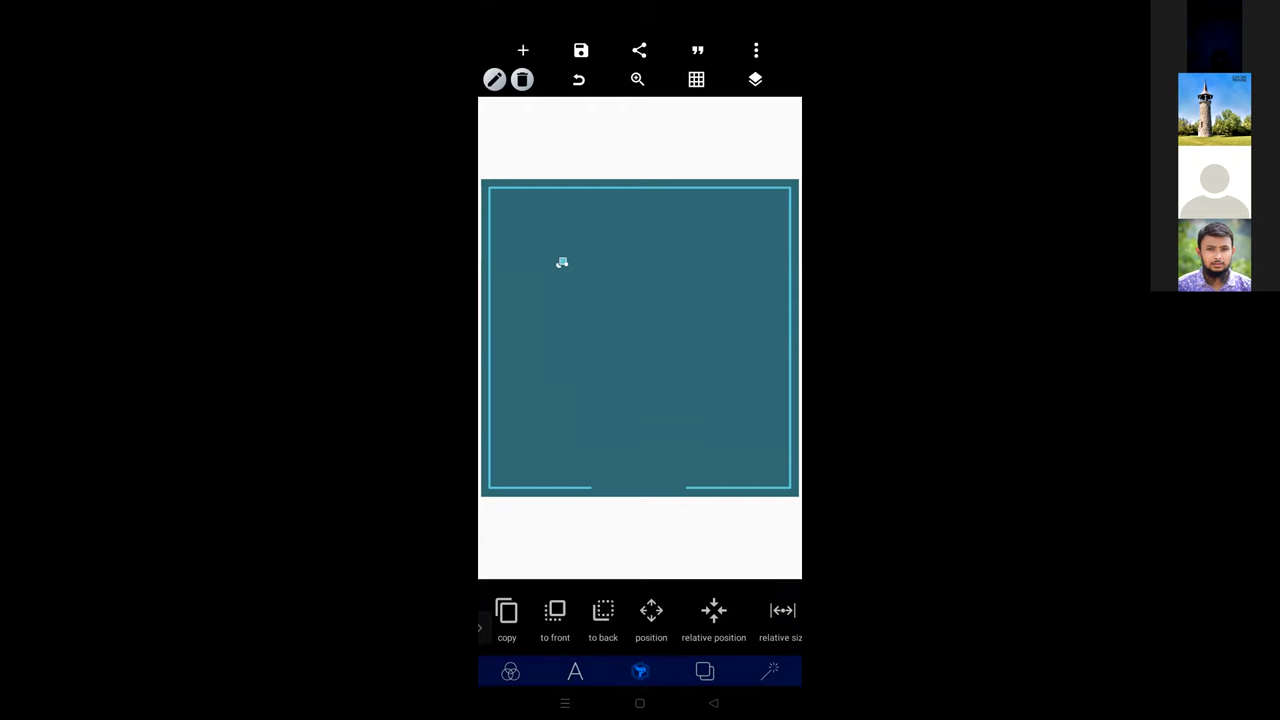 copy
to front
to back
position
relative position
relative siz